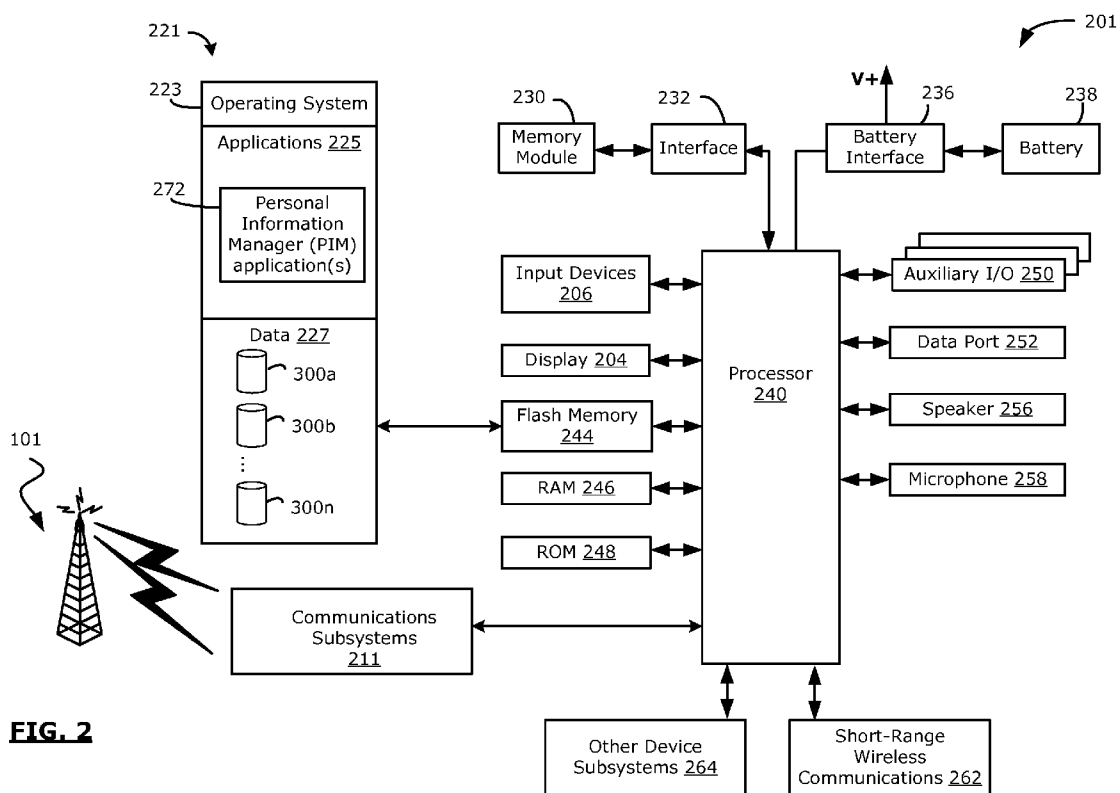 221
201
223
Operating System
Applications 225
272
Personal
Information
Manager (PIM)
application(s)
Data 227
300a
300b
...
300n
101
230
Memory
Module
232
Interface
V+
236
Battery
Interface
238
Battery
Input Devices
206
Display 204
Flash Memory
244
RAM 246
ROM 248
Processor
240
Auxiliary I/O 250
Data Port 252
Speaker 256
Microphone 258
Communications
Subsystems
211
Other Device
Subsystems 264
Short-Range
Wireless
Communications 262
FIG. 2